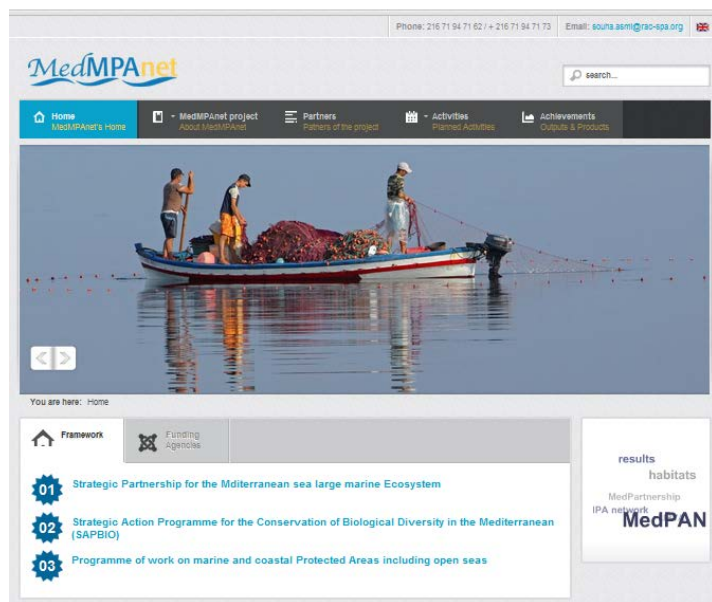 Phone: 216 71 94 71 62 / + 216 71 94 71 73 Email: souha.asmi@rac-spa.org
MedMPAnet
search...
Home
MedMPAnet's Home
MedMPAnet project
About MedMPAnet
Partners
Patners of the project
Activities
Planned Activities
Achievements
Outputs & Products
You are here: Home
Framework
Funding
Agencies
01 Strategic Partnership for the Mditerranean sea large marine Ecosystem
02 Strategic Action Programme for the Conservation of Biological Diversity in the Mediterranean
(SAPBIO)
03 Programme of work on marine and coastal Protected Areas including open seas
results
habitats
MedPartnership
IPA network
MedPAN